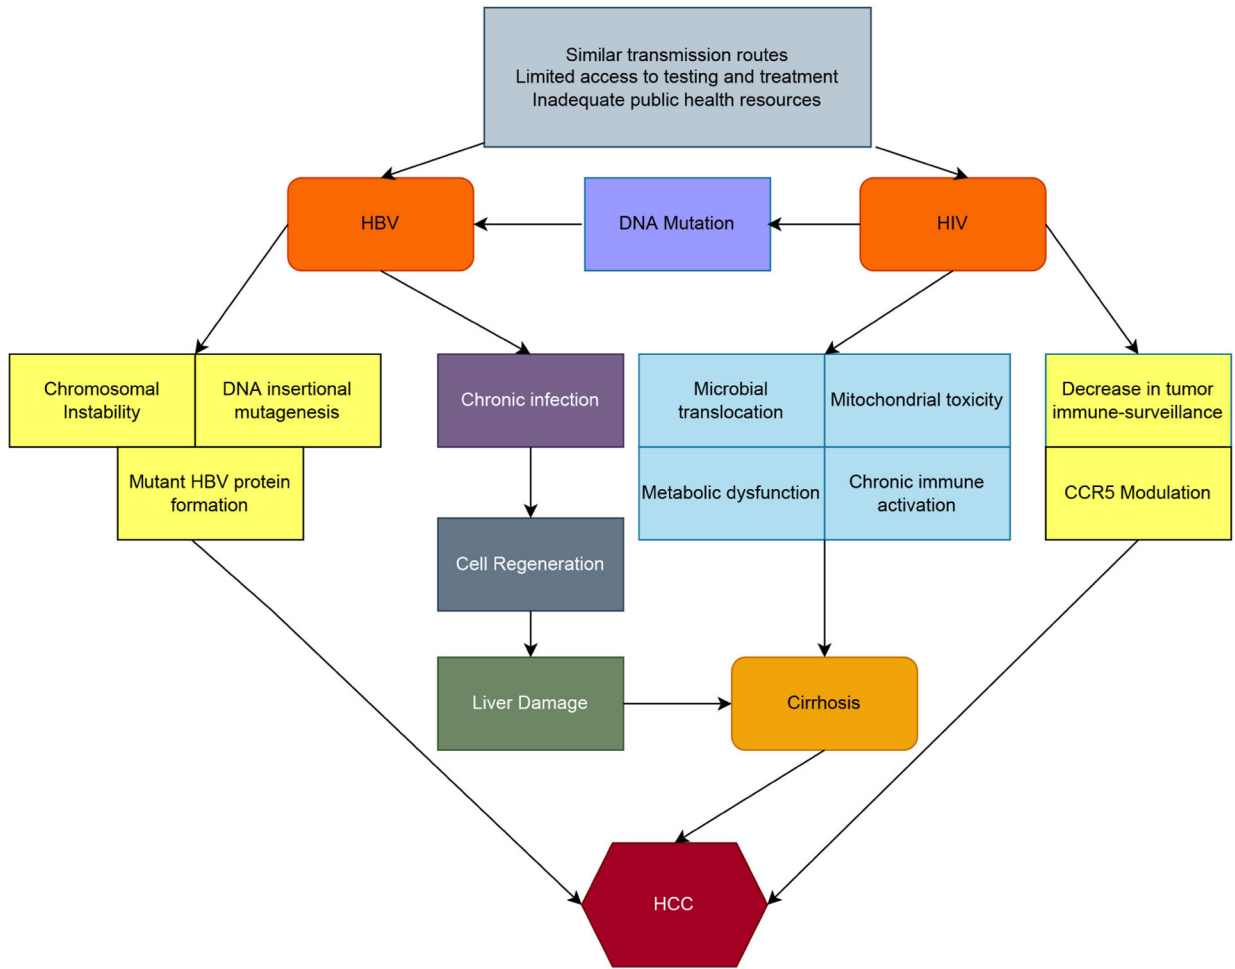 Similar transmission routes
Limited access to testing and treatment
Inadequate public health resources
HBV
DNA Mutation
HIV
Chromosomal
Instability
DNA insertional
mutagenesis
Mutant HBV protein
formation
Chronic infection
Microbial
translocation
Mitochondrial toxicity
Metabolic dysfunction
Chronic immune
activation
Decrease in tumor
immune-surveillance
CCR5 Modulation
Cell Regeneration
Liver Damage
Cirrhosis
HCC